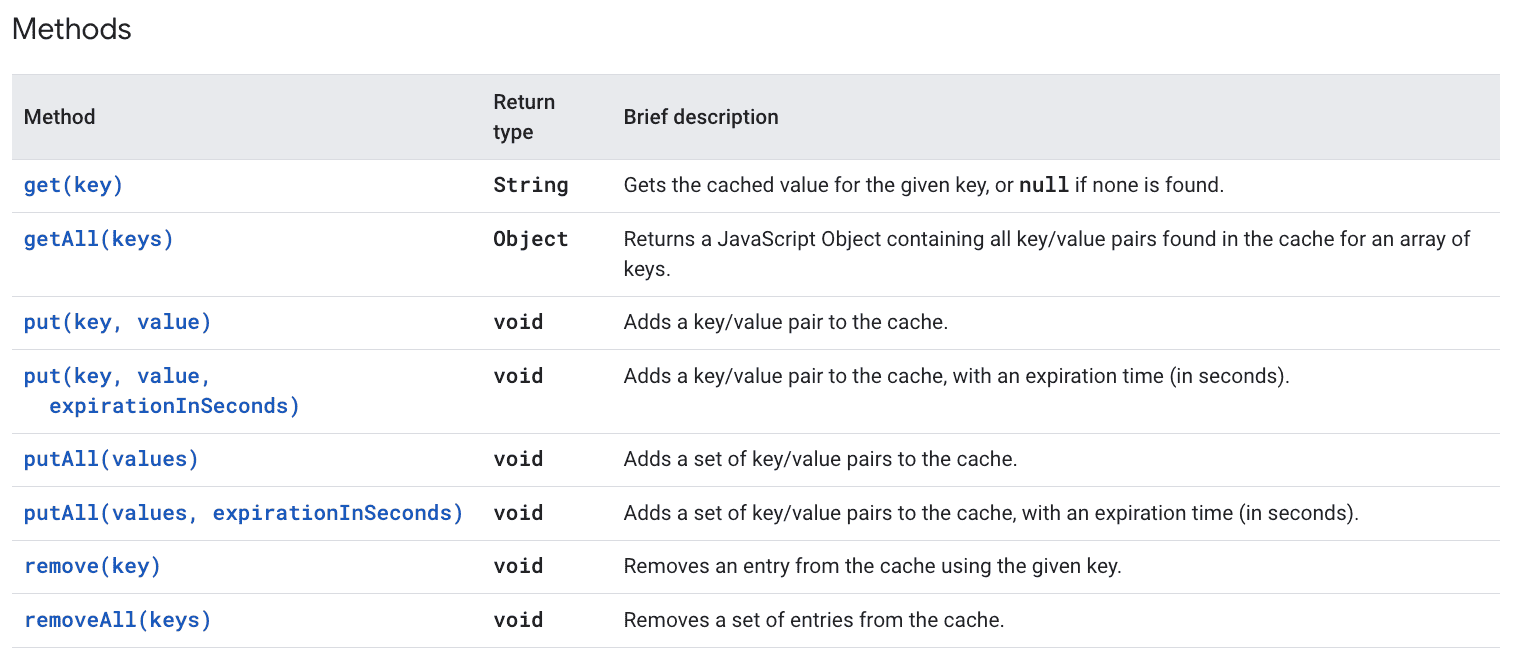 Methods
Method
Return
type
Brief description
get(key)
String
Gets the cached value for the given key, or null if none is found.
getAll(keys)
Object
Returns a JavaScript Object containing all key/value pairs found in the cache for an array of
keys.
put(key, value)
void
Adds a key/value pair to the cache.
put(key, value,
expirationInSeconds)
void
Adds a key/value pair to the cache, with an expiration time (in seconds).
putAll(values)
void
Adds a set of key/value pairs to the cache.
putAll(values, expirationInSeconds)
void
Adds a set of key/value pairs to the cache, with an expiration time (in seconds).
remove(key)
void
Removes an entry from the cache using the given key.
removeAll(keys)
void
Removes a set of entries from the cache.